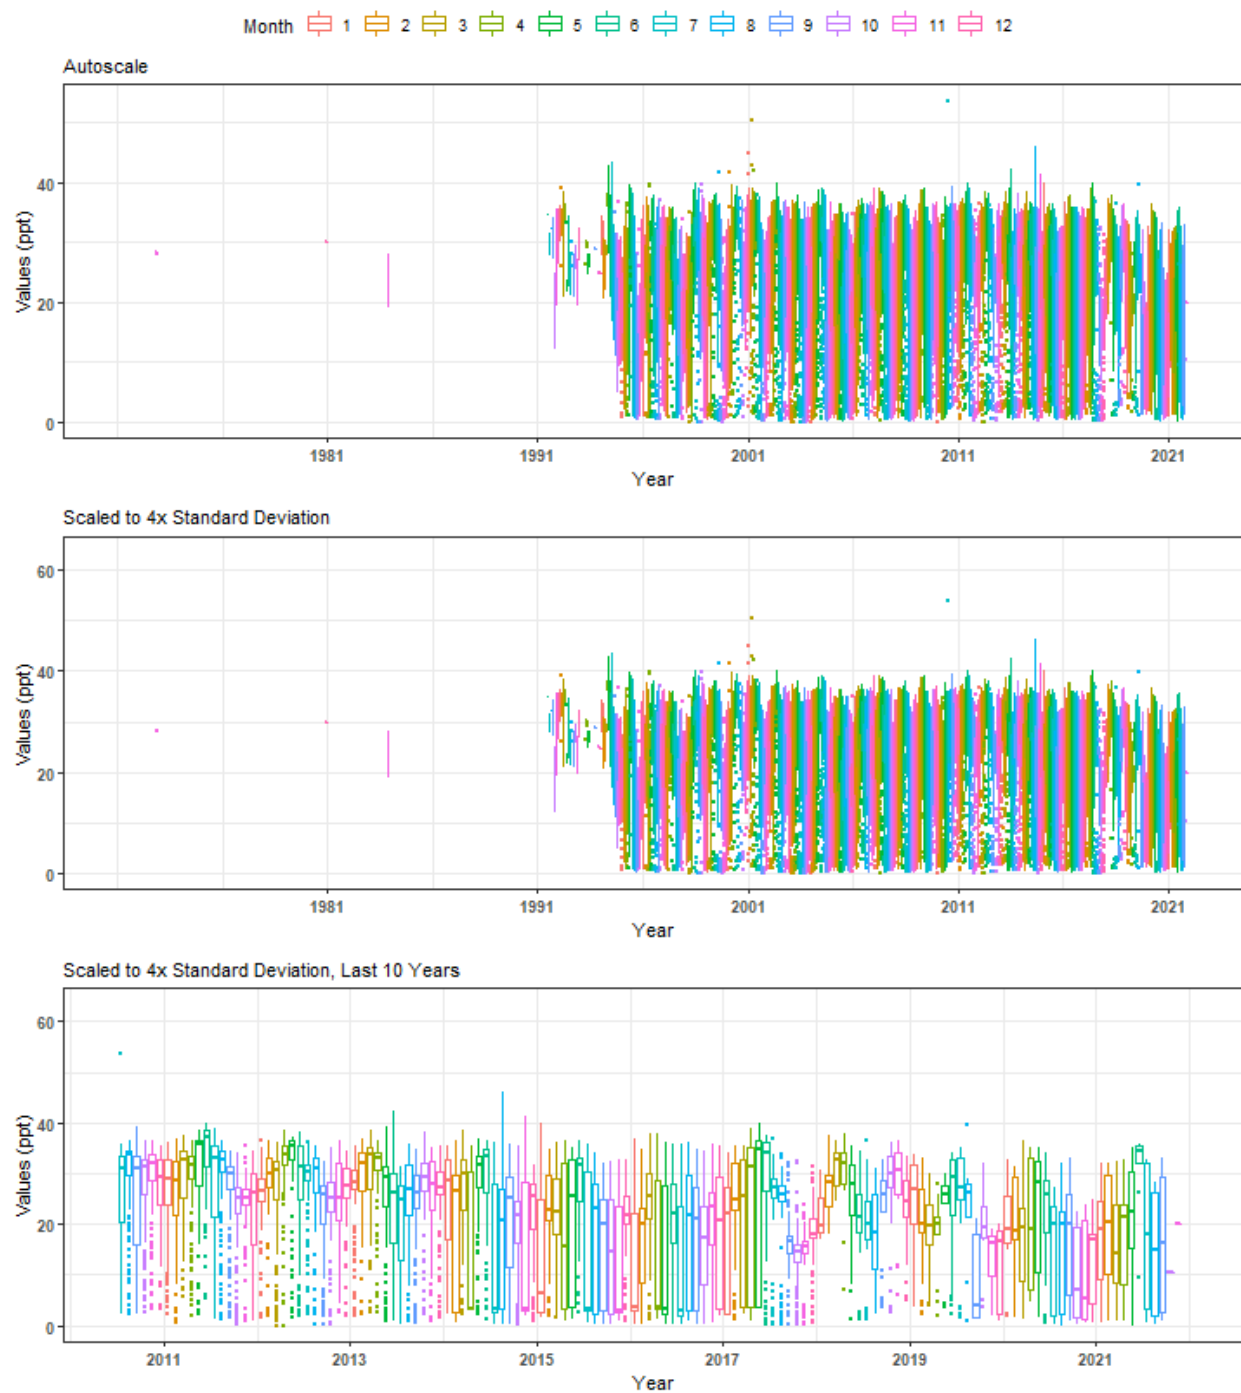 Month 1 2 3 4 5 6 7 8 9 10 11 12
Autoscale
Values (ppt)
40
20
0
1981 1991 2001 2011 2021
Year
Scaled to 4x Standard Deviation
Values (ppt)
60
40
20
0
1981 1991 2001 2011 2021
Year
Scaled to 4x Standard Deviation, Last 10 Years
Values (ppt)
60
40
20
0
2011 2013 2015 2017 2019 2021
Year